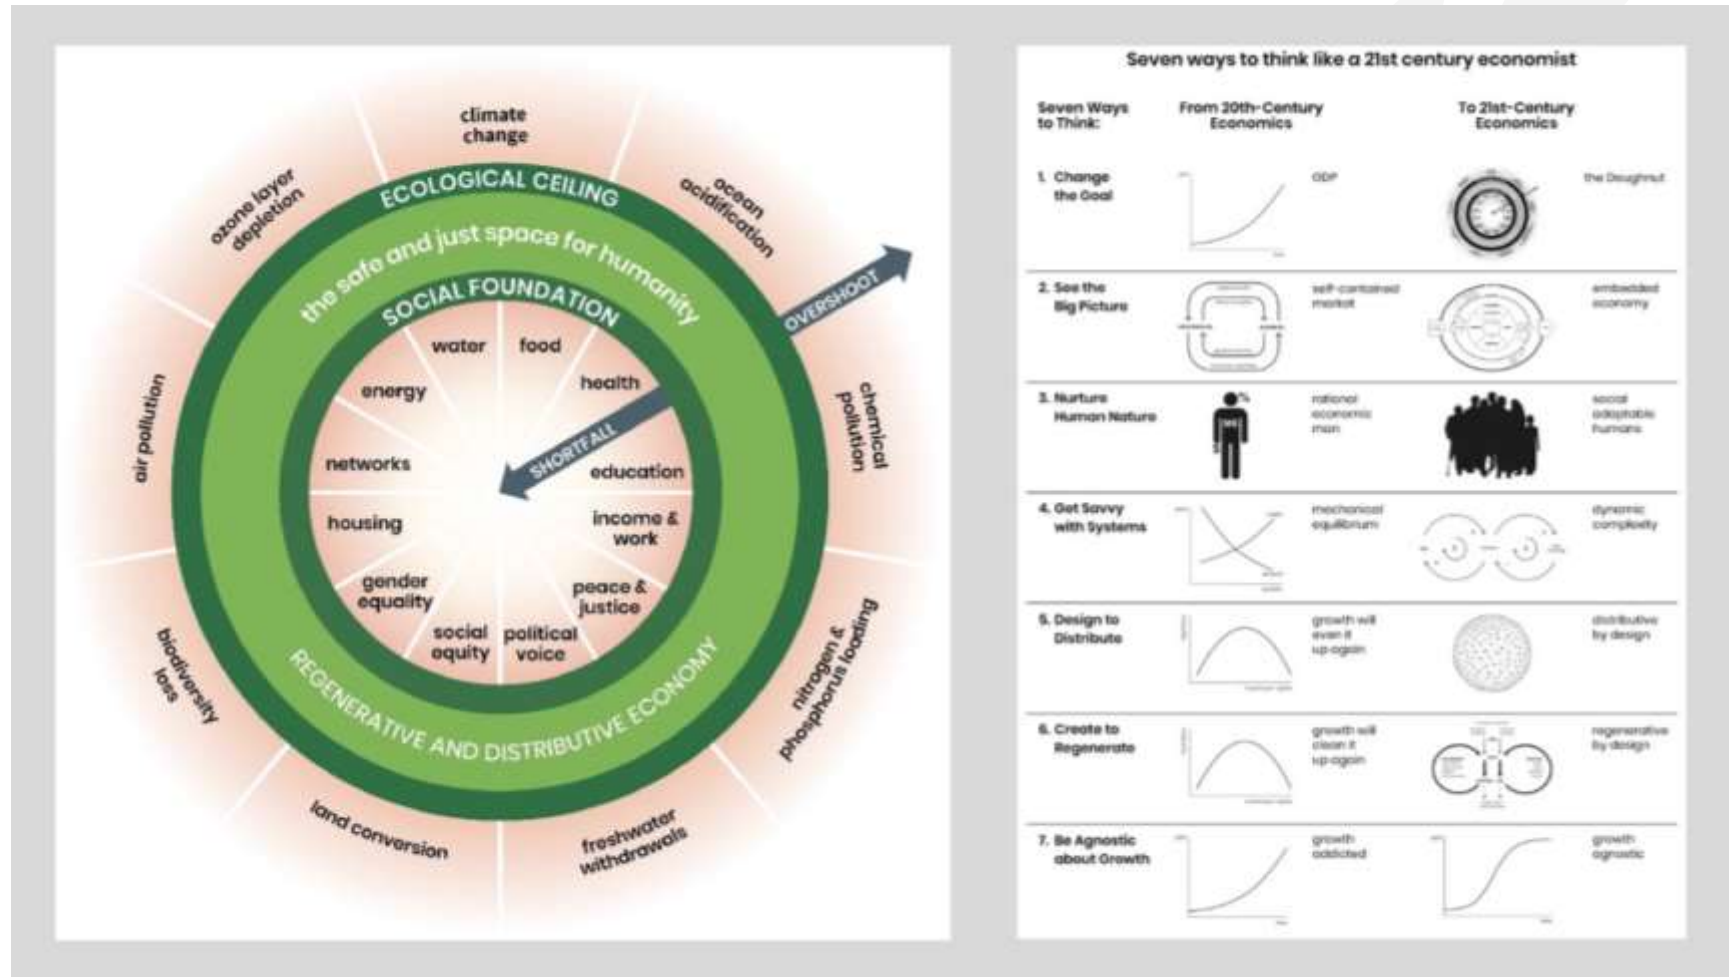 climate
change
ocean
acidification
chemical
pollution
nitrogen &
phosphorus loading
freshwater
withdrawals
land conversion
biodiversity
loss
air pollution
ozone layer
depletion
ECOLOGICAL CEILING
the safe and just space for humanity
SOCIAL FOUNDATION
OVERSHOOT
SHORTFALL
water
food
health
education
income &
work
peace &
justice
political
voice
social
equity
gender
equality
housing
networks
energy
REGENERATIVE AND DISTRIBUTIVE ECONOMY
Seven ways to think like a 21st century economist
Seven Ways
to Think:
From 20th-Century
Economics
To 21st-Century
Economics
1. Change
the Goal
GDP
the Doughnut
2. See the
Big Picture
self-contained
market
embedded
economy
3. Nurture
Human Nature
rational
economic
man
social
adaptable
humans
4. Get Savvy
with Systems
mechanical
equilibrium
dynamic
complexity
5. Design to
Distribute
growth will
even it
up again
distributive
by design
6. Create to
Regenerate
growth will
clean it
up again
regenerative
by design
7. Be Agnostic
about Growth
growth
addicted
growth
agnostic